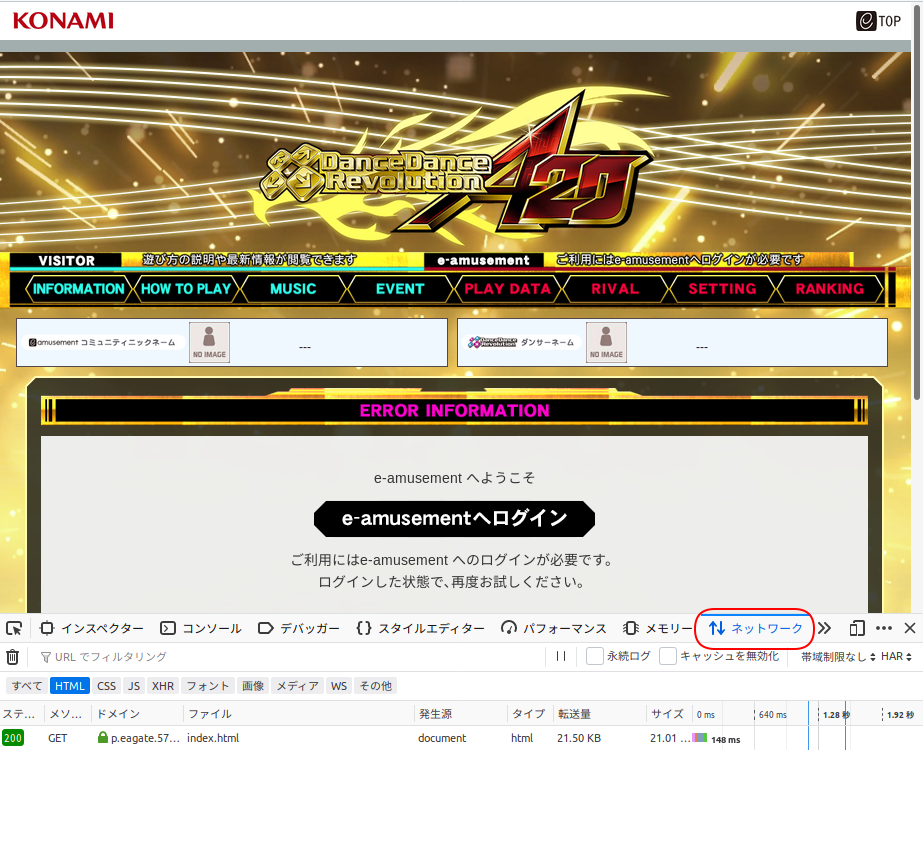 KONAMI
e TOP
DanceDance
Revolution A20
VISITOR 遊び方の説明や最新情報が閲覧できます e-amusement ご利用にはe-amusementへログインが必要です
INFORMATION HOW TO PLAY MUSIC EVENT PLAY DATA RIVAL SETTING RANKING
e amusement コミュニティニックネーム NO IMAGE --- DanceDance Revolution ダンサーネーム NO IMAGE ---
ERROR INFORMATION
e-amusement へようこそ
e-amusementへログイン
ご利用にはe-amusement へのログインが必要です。
ログインした状態で、再度お試しください。
インスペクター コンソール デバッガー スタイルエディター パフォーマンス メモリー ネットワーク
URL でフィルタリング 永続ログ キャッシュを無効化 帯域制限なし HAR
すべて HTML CSS JS XHR フォント 画像 メディア WS その他
ステ… メソ… ドメイン ファイル 発生源 タイプ 転送量 サイズ 0 ms 640 ms 1.28 秒 1.92 秒
200 GET p.eagate.57… index.html document html 21.50 KB 21.01 … 148 ms